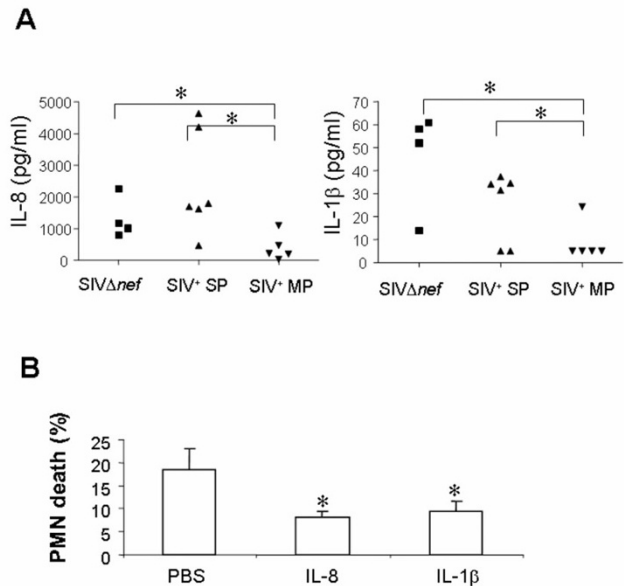 A
IL-8 (pg/ml)
5000
4000
3000
2000
1000
0
*
*
SIVΔnef
SIV⁺ SP
SIV⁺ MP
IL-1β (pg/ml)
70
60
50
40
30
20
10
0
*
*
SIVΔnef
SIV⁺ SP
SIV⁺ MP
B
PMN death (%)
25
20
15
10
5
0
*
*
PBS
IL-8
IL-1β